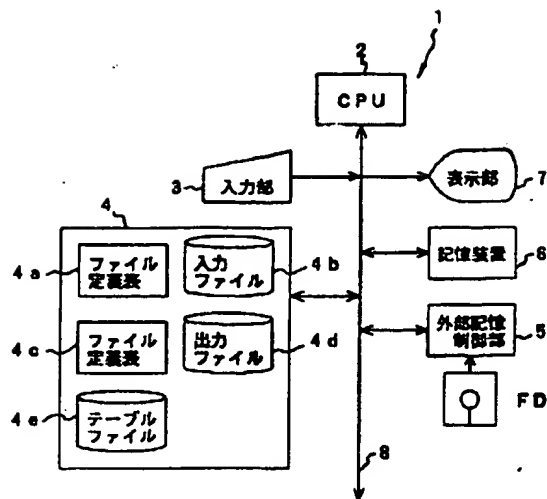 1
2
CPU
3
入力部
表示部
7
4
4a
ファイル
定義表
入力
ファイル
4b
記憶装置
6
4c
ファイル
定義表
出力
ファイル
4d
外部記憶
制御部
5
4e
テーブル
ファイル
FD
8